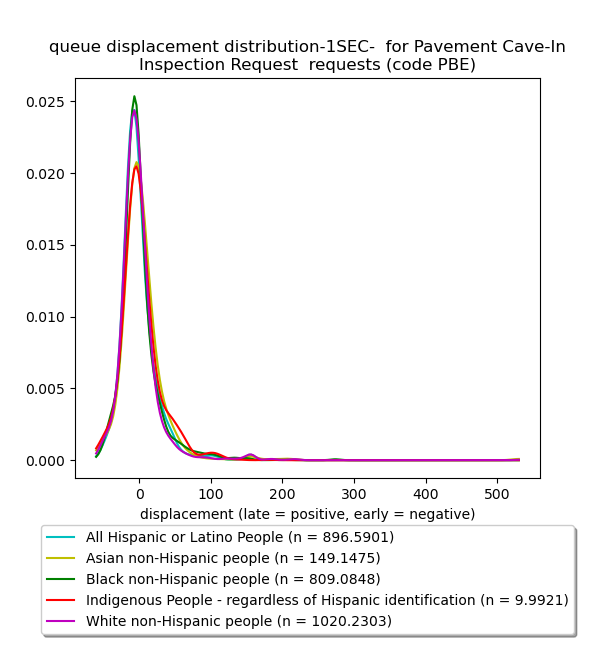 queue displacement distribution-1SEC-  for Pavement Cave-In
Inspection Request  requests (code PBE)
0.025
0.020
0.015
0.010
0.005
0.000
0 100 200 300 400 500
displacement (late = positive, early = negative)
All Hispanic or Latino People (n = 896.5901)
Asian non-Hispanic people (n = 149.1475)
Black non-Hispanic people (n = 809.0848)
Indigenous People - regardless of Hispanic identification (n = 9.9921)
White non-Hispanic people (n = 1020.2303)